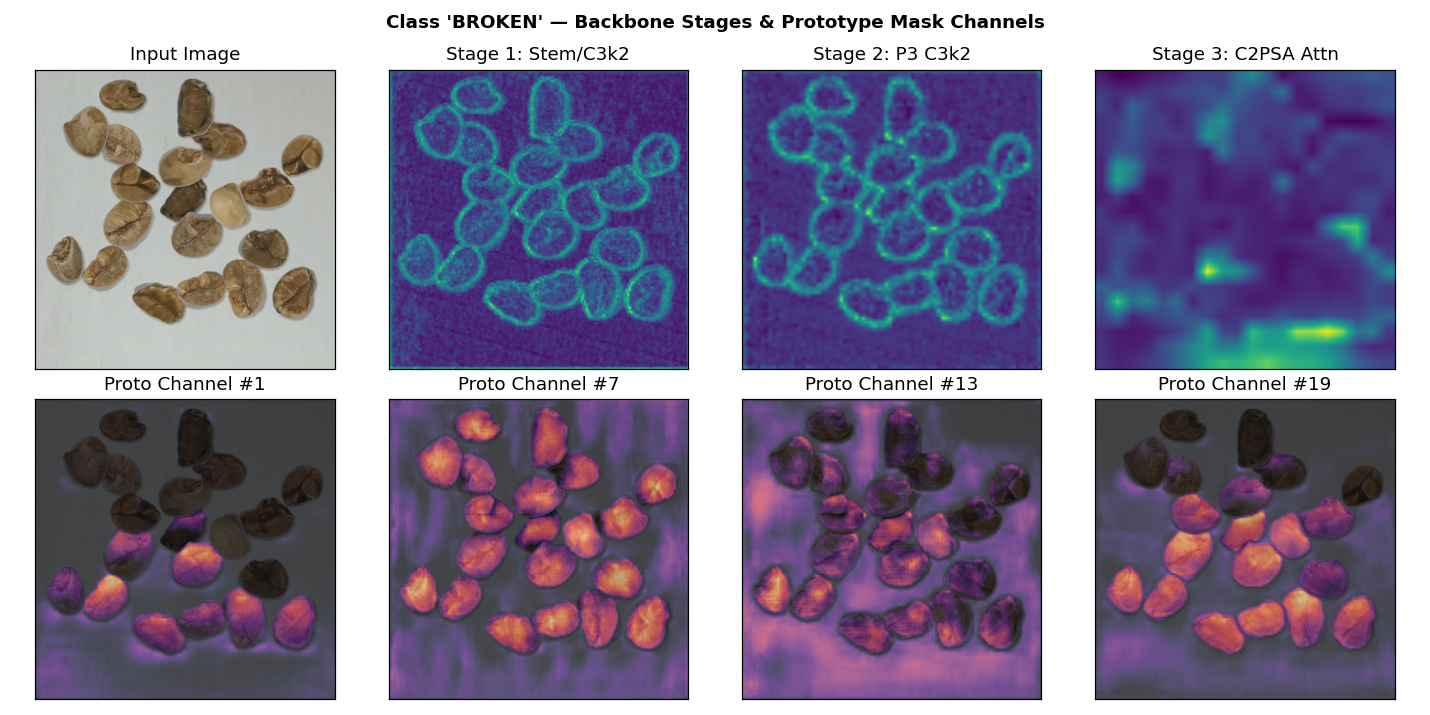 Class 'BROKEN' — Backbone Stages & Prototype Mask Channels
Input Image
Stage 1: Stem/C3k2
Stage 2: P3 C3k2
Stage 3: C2PSA Attn
Proto Channel #1
Proto Channel #7
Proto Channel #13
Proto Channel #19